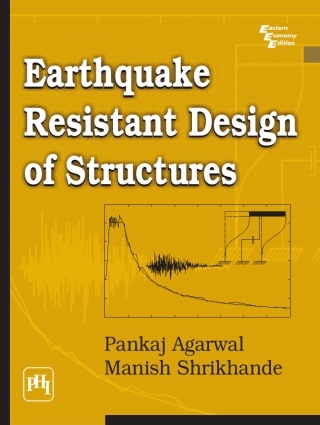 Eastern
Economy
Edition
Earthquake
Resistant Design
of Structures
Pankaj Agarwal
Manish Shrikhande
PHI